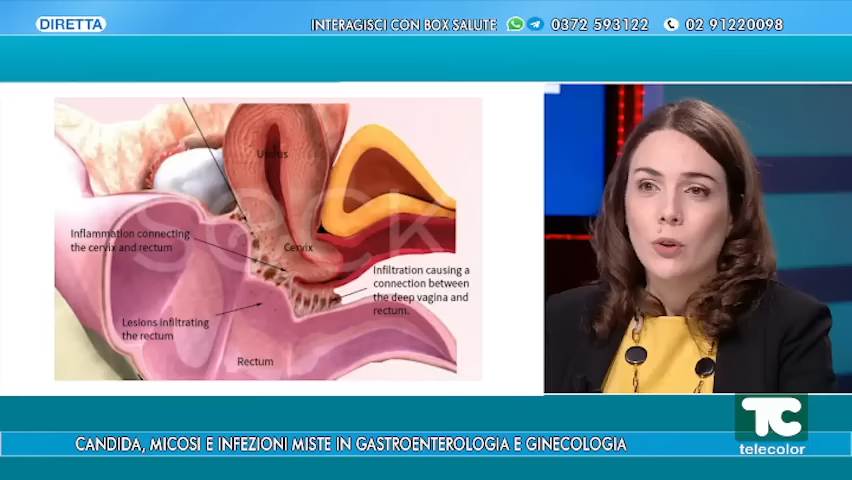 DIRETTA
INTERAGISCI CON BOX SALUTE 0372 593122 02 91220098
Uterus
Inflammation connecting
the cervix and rectum
Cervix
Infiltration causing a
connection between
the deep vagina and
rectum.
Lesions infiltrating
the rectum
Rectum
TC
telecolor
CANDIDA, MICOSI E INFEZIONI MISTE IN GASTROENTEROLOGIA E GINECOLOGIA